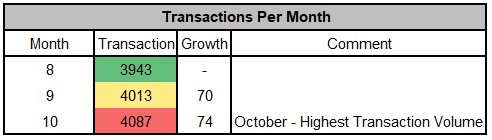 Transactions Per Month
Month Transaction Growth Comment
8 3943 -
9 4013 70
10 4087 74 October - Highest Transaction Volume